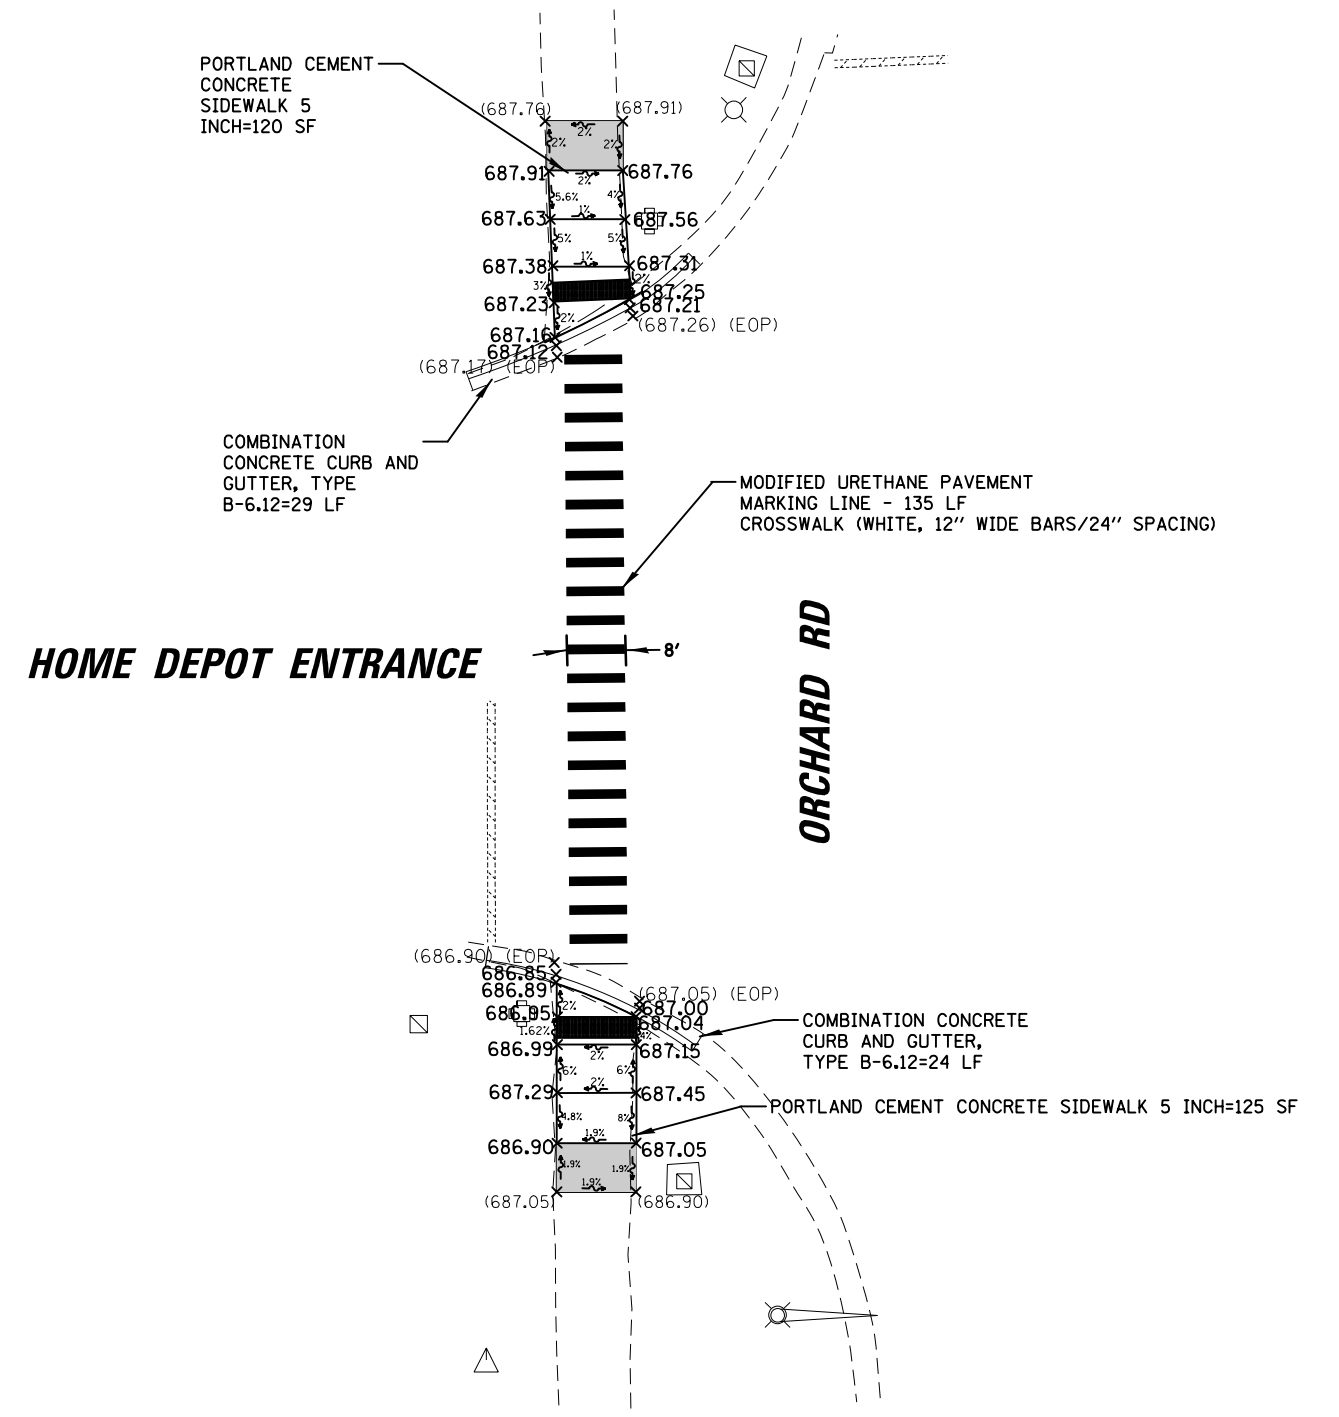 PORTLAND CEMENT
CONCRETE
SIDEWALK 5
INCH=120 SF
(687.76)
(687.91)
2%
2%
2%
687.91
687.76
2%
5.6%
4%
687.63
1%
687.56
5%
5%
687.38
1%
687.31
3%
2%
687.23
687.25
687.21
2%
687.16
(687.26) (EOP)
687.12
(687.17) (EOP)
COMBINATION
CONCRETE CURB AND
GUTTER, TYPE
B-6.12=29 LF
MODIFIED URETHANE PAVEMENT
MARKING LINE - 135 LF
CROSSWALK (WHITE, 12" WIDE BARS/24" SPACING)
HOME DEPOT ENTRANCE
8'
ORCHARD RD
(686.90) (EOP)
686.85
686.89
(687.05) (EOP)
2%
687.00
686.95
687.04
1.62%
4%
COMBINATION CONCRETE
CURB AND GUTTER,
TYPE B-6.12=24 LF
686.99
2%
687.15
6%
6%
687.29
2%
687.45
4.8%
8%
PORTLAND CEMENT CONCRETE SIDEWALK 5 INCH=125 SF
1.9%
686.90
687.05
1.9%
1.9%
1.9%
(687.05)
(686.90)